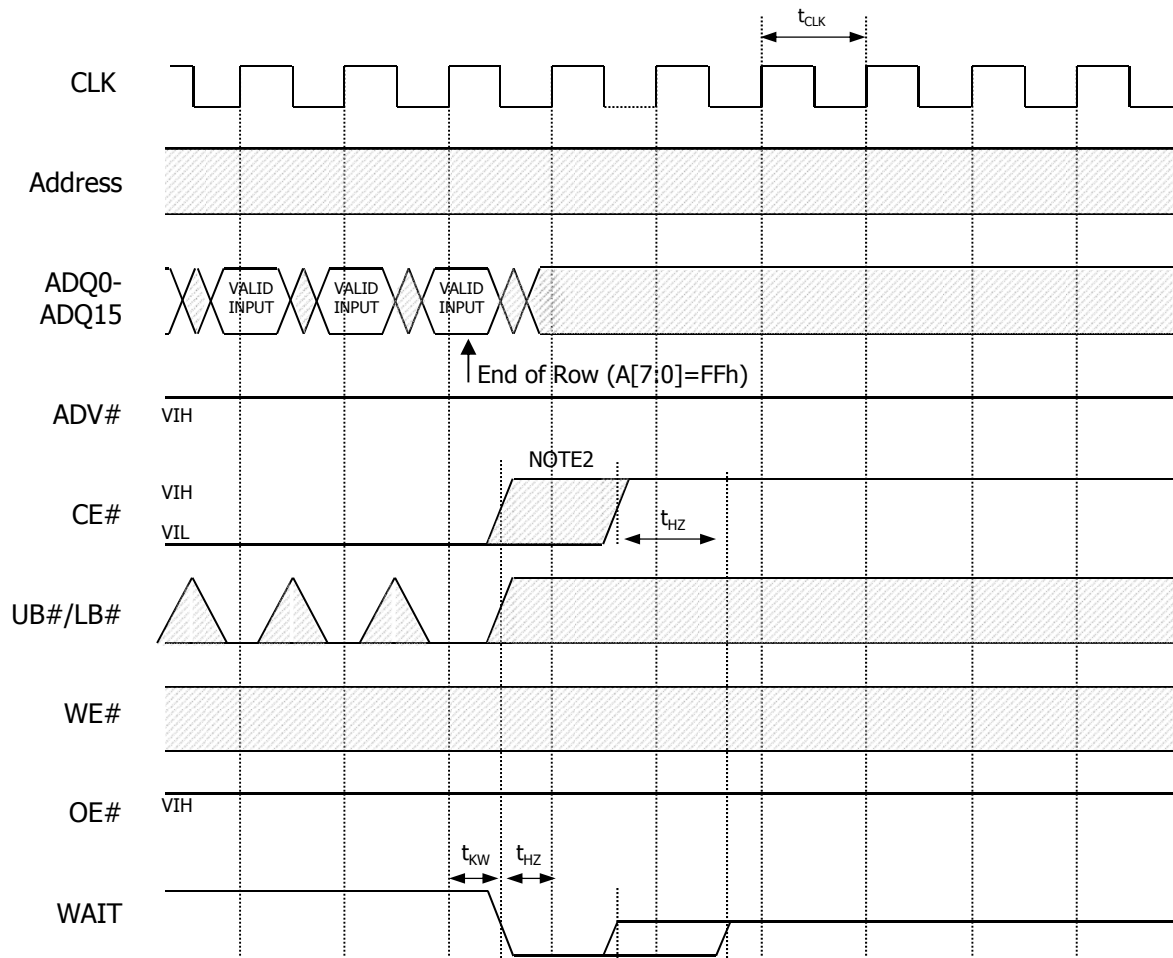 tCLK
CLK
Address
ADQ0-
ADQ15
VALID
INPUT
VALID
INPUT
VALID
INPUT
End of Row (A[7:0]=FFh)
ADV#
VIH
NOTE2
CE#
VIH
VIL
tHZ
UB#/LB#
WE#
OE#
VIH
tKW
tHZ
WAIT